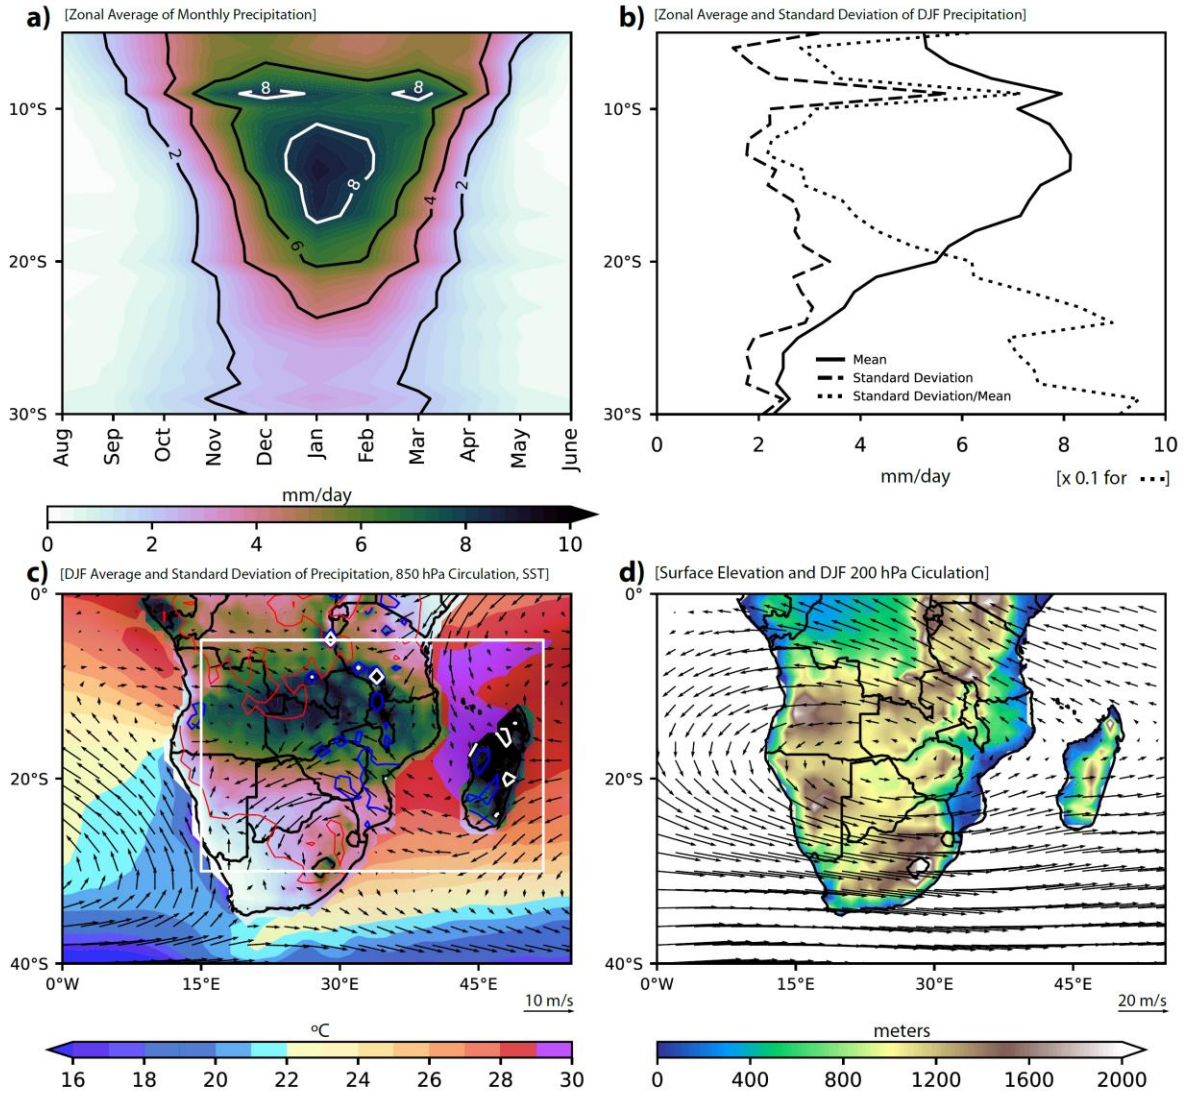 a) [Zonal Average of Monthly Precipitation]
8 8
10°S
2 8 4 2
6
20°S
30°S
Aug Sep Oct Nov Dec Jan Feb Mar Apr May June
mm/day
0 2 4 6 8 10
b) [Zonal Average and Standard Deviation of DJF Precipitation]
10°S
20°S
Mean
Standard Deviation
Standard Deviation/Mean
30°S
0 2 4 6 8 10
mm/day [x 0.1 for ]
c) [DJF Average and Standard Deviation of Precipitation, 850 hPa Circulation, SST]
0°
20°S
40°S
0°W 15°E 30°E 45°E
10 m/s
ºC
16 18 20 22 24 26 28 30
d) [Surface Elevation and DJF 200 hPa Ciculation]
0°
20°S
40°S
0°W 15°E 30°E 45°E
20 m/s
meters
0 400 800 1200 1600 2000